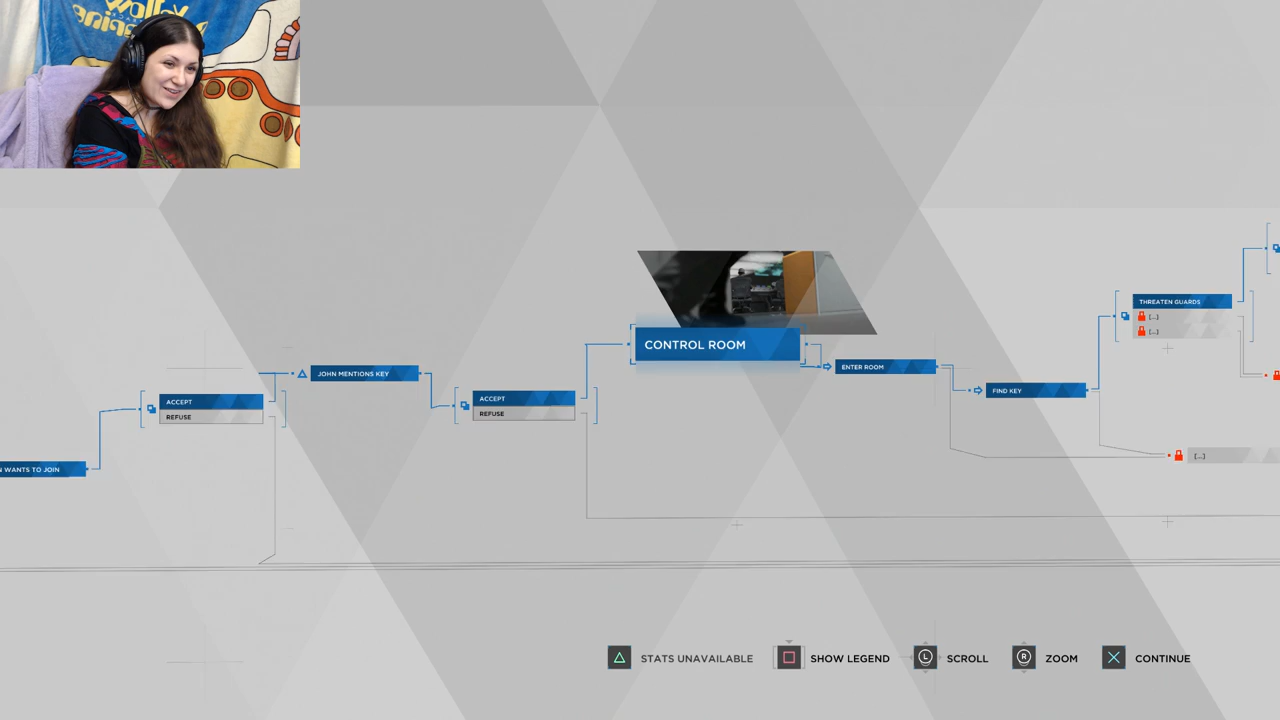 CONTROL ROOM
THREATEN GUARDS
[...]
[...]
ENTER ROOM
JOHN MENTIONS KEY
FIND KEY
ACCEPT
REFUSE
ACCEPT
REFUSE
[...]
N WANTS TO JOIN
STATS UNAVAILABLE
SHOW LEGEND
L
SCROLL
R
ZOOM
CONTINUE